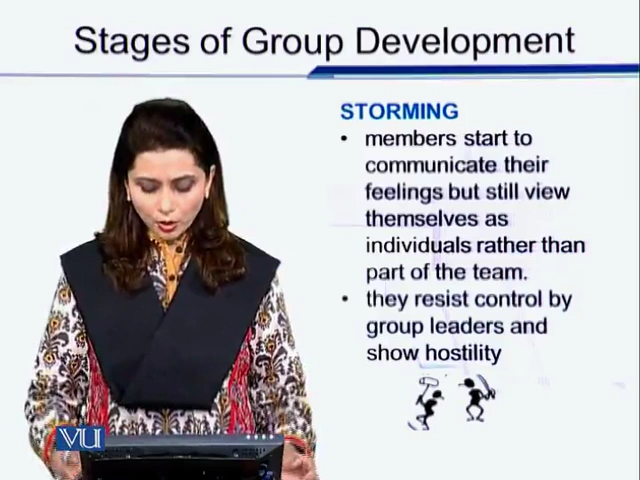 Stages of Group Development
STORMING
• members start to
communicate their
feelings but still view
themselves as
individuals rather than
part of the team.
• they resist control by
group leaders and
show hostility
VU